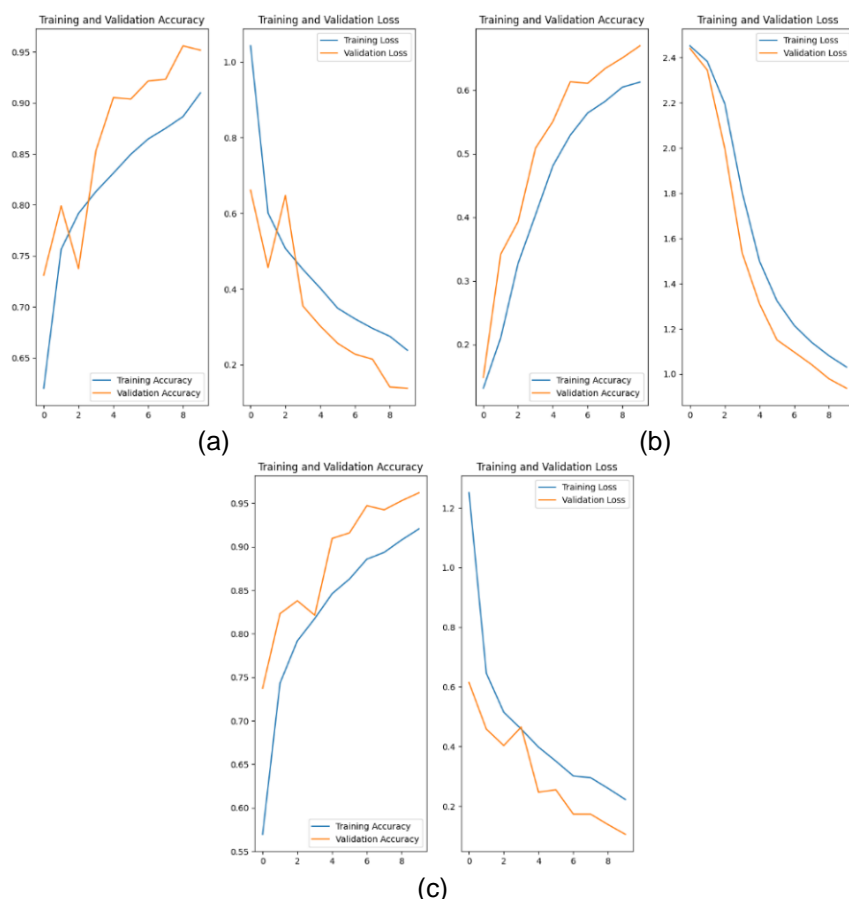 Training and Validation Accuracy
0.95
0.90
0.85
0.80
0.75
0.70
0.65
0 2 4 6 8
Training Accuracy
Validation Accuracy
Training and Validation Loss
Training Loss
Validation Loss
1.0
0.8
0.6
0.4
0.2
0 2 4 6 8
(a)
Training and Validation Accuracy
0.6
0.5
0.4
0.3
0.2
0 2 4 6 8
Training Accuracy
Validation Accuracy
Training and Validation Loss
Training Loss
Validation Loss
2.4
2.2
2.0
1.8
1.6
1.4
1.2
1.0
0 2 4 6 8
(b)
Training and Validation Accuracy
0.95
0.90
0.85
0.80
0.75
0.70
0.65
0.60
0.55
0 2 4 6 8
Training Accuracy
Validation Accuracy
Training and Validation Loss
Training Loss
Validation Loss
1.2
1.0
0.8
0.6
0.4
0.2
0 2 4 6 8
(c)